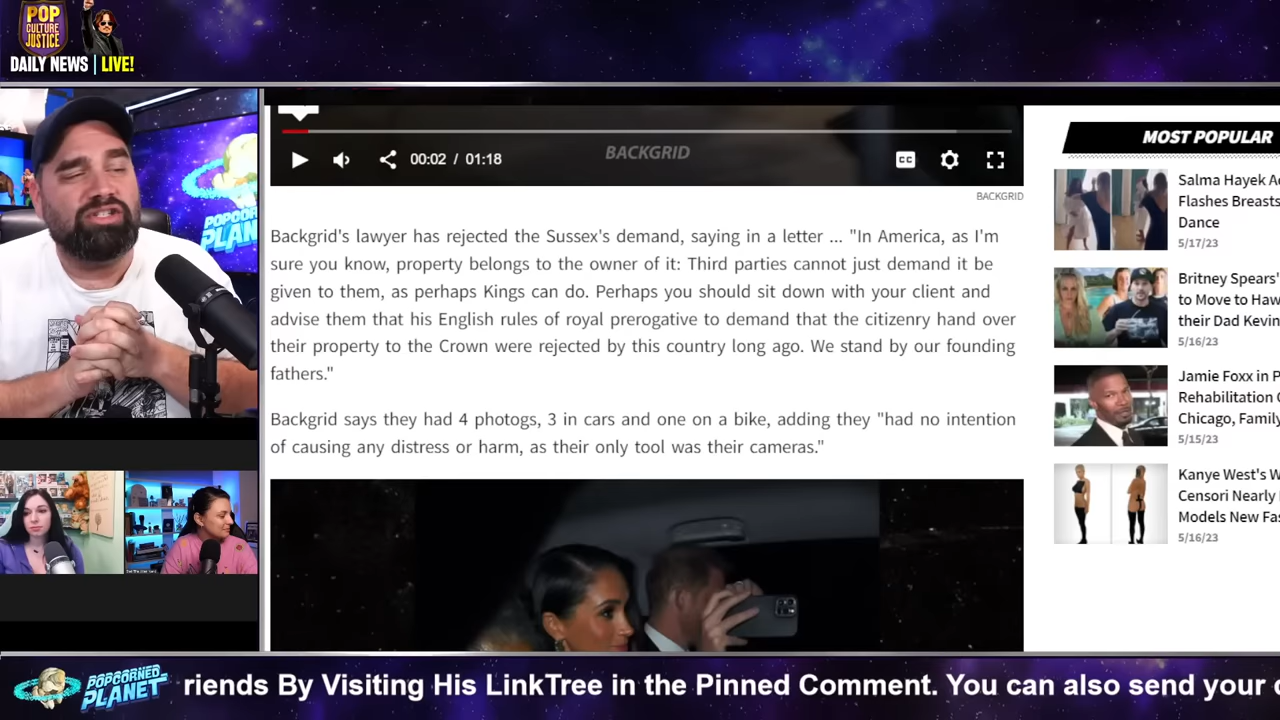 POP
CULTURE
JUSTICE
DAILY NEWS | LIVE!
POPCORNED
PLANET
00:02 / 01:18
BACKGRID
CC
BACKGRID
Backgrid's lawyer has rejected the Sussex's demand, saying in a letter ... "In America, as I'm
sure you know, property belongs to the owner of it: Third parties cannot just demand it be
given to them, as perhaps Kings can do. Perhaps you should sit down with your client and
advise them that his English rules of royal prerogative to demand that the citizenry hand over
their property to the Crown were rejected by this country long ago. We stand by our founding
fathers."
Backgrid says they had 4 photogs, 3 in cars and one on a bike, adding they "had no intention
of causing any distress or harm, as their only tool was their cameras."
MOST POPULAR
Salma Hayek A
Flashes Breasts
Dance
5/17/23
Britney Spears'
to Move to Haw
their Dad Kevin
5/16/23
Jamie Foxx in P
Rehabilitation
Chicago, Family
5/15/23
Kanye West's W
Censori Nearly
Models New Fa
5/16/23
POPCORNED
PLANET
riends By Visiting His LinkTree in the Pinned Comment. You can also send your